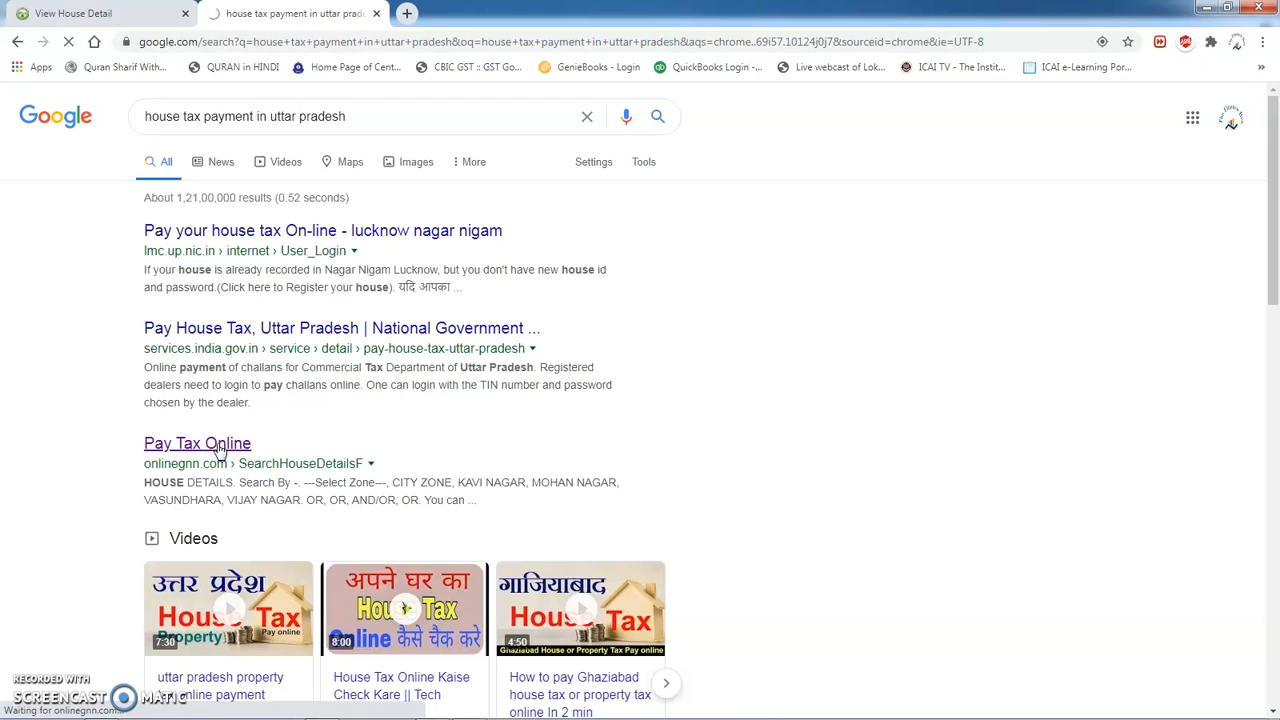 View House Detail
house tax payment in uttar prade
google.com/search?q=house+tax+payment+in+uttar+pradesh&oq=house+tax+payment+in+uttar+pradesh&aqs=chrome..69i57.10124j0j7&sourceid=chrome&ie=UTF-8
Apps
Quran Sharif With...
QURAN in HINDI
Home Page of Cent...
CBIC GST :: GST Go...
GenieBooks - Login
QuickBooks Login -...
Live webcast of Lok...
ICAI TV - The Instit...
ICAI e-Learning Por...
»
Google
house tax payment in uttar pradesh
All
News
Videos
Maps
Images
More
Settings
Tools
About 1,21,00,000 results (0.52 seconds)
Pay your house tax On-line - lucknow nagar nigam
lmc.up.nic.in › internet › User_Login
If your house is already recorded in Nagar Nigam Lucknow, but you don't have new house id
and password.(Click here to Register your house). यदि आपका ...
Pay House Tax, Uttar Pradesh | National Government ...
services.india.gov.in › service › detail › pay-house-tax-uttar-pradesh
Online payment of challans for Commercial Tax Department of Uttar Pradesh. Registered
dealers need to login to pay challans online. One can login with the TIN number and password
chosen by the dealer.
Pay Tax Online
onlinegnn.com › SearchHouseDetailsF
HOUSE DETAILS. Search By -. ---Select Zone---, CITY ZONE, KAVI NAGAR, MOHAN NAGAR,
VASUNDHARA, VIJAY NAGAR. OR, OR, AND/OR, OR. You can ...
Videos
उत्तर प्रदेश
House Tax
Property
Pay online
7:30
अपने घर का
House Tax
Online कैसे चैक करे
8:00
गाजियाबाद
House Tax
4:50
Ghaziabad House or Property Tax Pay online
uttar pradesh property
online payment
House Tax Online Kaise
Check Kare || Tech
How to pay Ghaziabad
house tax or property tax
online In 2 min
RECORDED WITH
SCREENCAST MATIC
Waiting for onlinegnn.com...